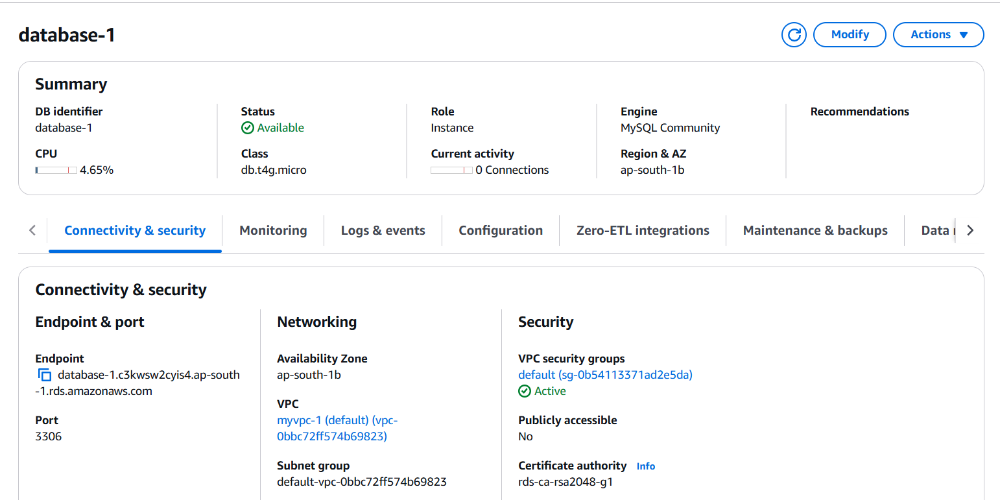 database-1
Modify
Actions
Summary
DB identifier
database-1
Status
Available
Role
Instance
Engine
MySQL Community
Recommendations
CPU
4.65%
Class
db.t4g.micro
Current activity
0 Connections
Region & AZ
ap-south-1b
Connectivity & security
Monitoring
Logs & events
Configuration
Zero-ETL integrations
Maintenance & backups
Data
Connectivity & security
Endpoint & port
Endpoint
database-1.c3kwsw2cyis4.ap-south
-1.rds.amazonaws.com
Port
3306
Networking
Availability Zone
ap-south-1b
VPC
myvpc-1 (default) (vpc-
0bbc72ff574b69823)
Subnet group
default-vpc-0bbc72ff574b69823
Security
VPC security groups
default (sg-0b54113371ad2e5da)
Active
Publicly accessible
No
Certificate authority Info
rds-ca-rsa2048-g1